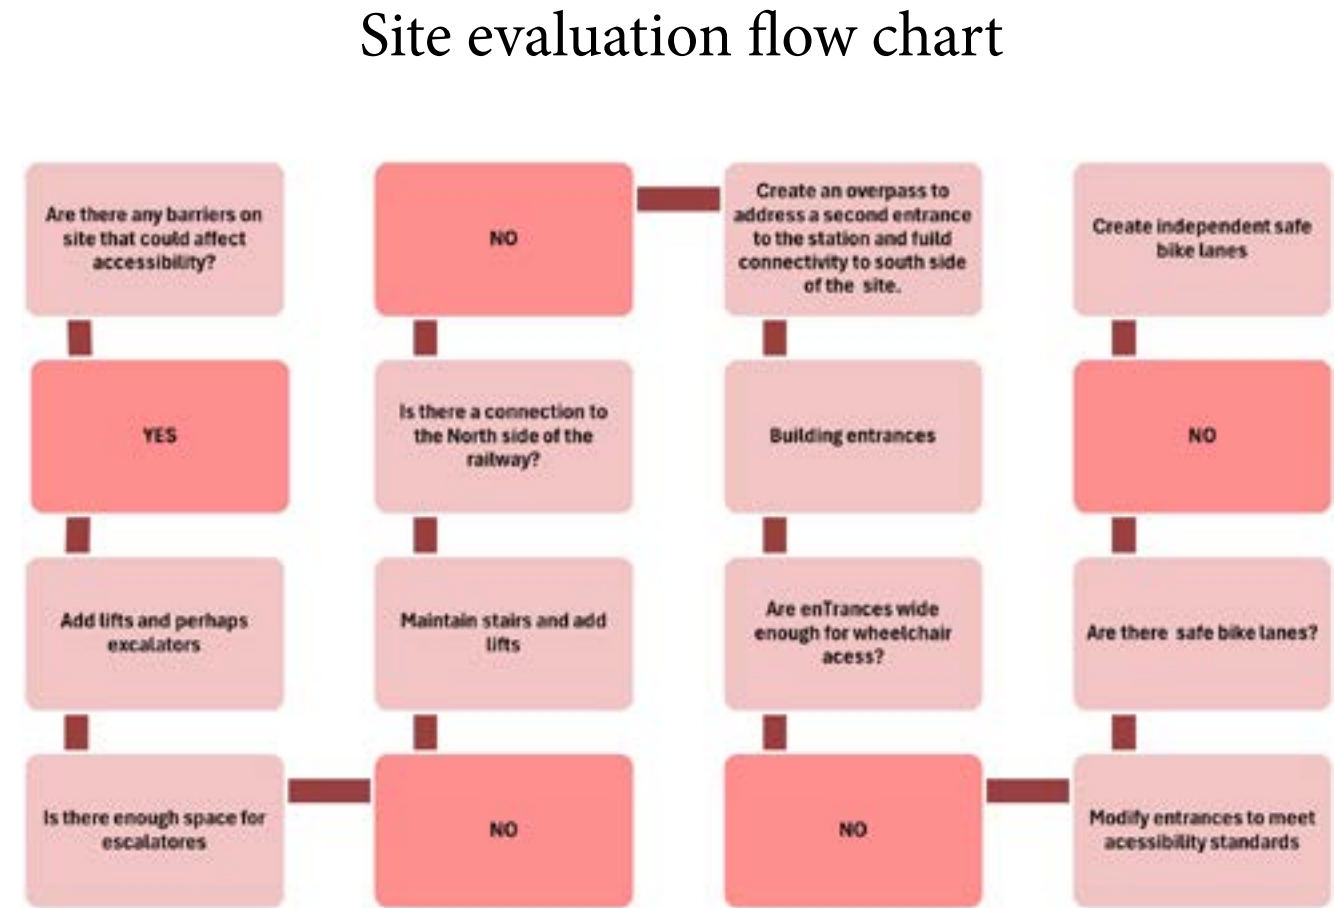 Site evaluation flow chart
Are there any barriers on
site that could affect
accessibility?
YES
Add lifts and perhaps
excalators
Is there enough space for
escalatores
NO
Maintain stairs and add
lifts
Is there a connection to
the North side of the
railway?
NO
Create an overpass to
address a second entrance
to the station and fuild
connectivity to south side
of the site.
Building entrances
Are enTrances wide
enough for wheelchair
acess?
NO
Modify entrances to meet
acessibility standards
Are there safe bike lanes?
NO
Create independent safe
bike lanes